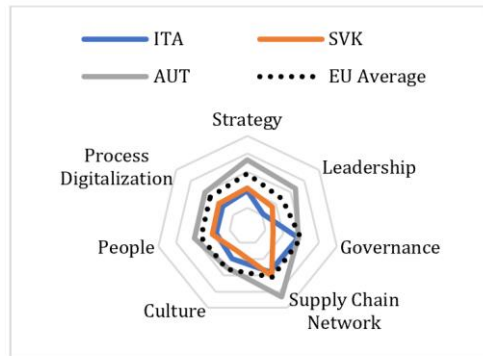 ITA
SVK
AUT
EU Average
Strategy
Process
Digitalization
Leadership
People
Governance
Culture
Supply Chain
Network